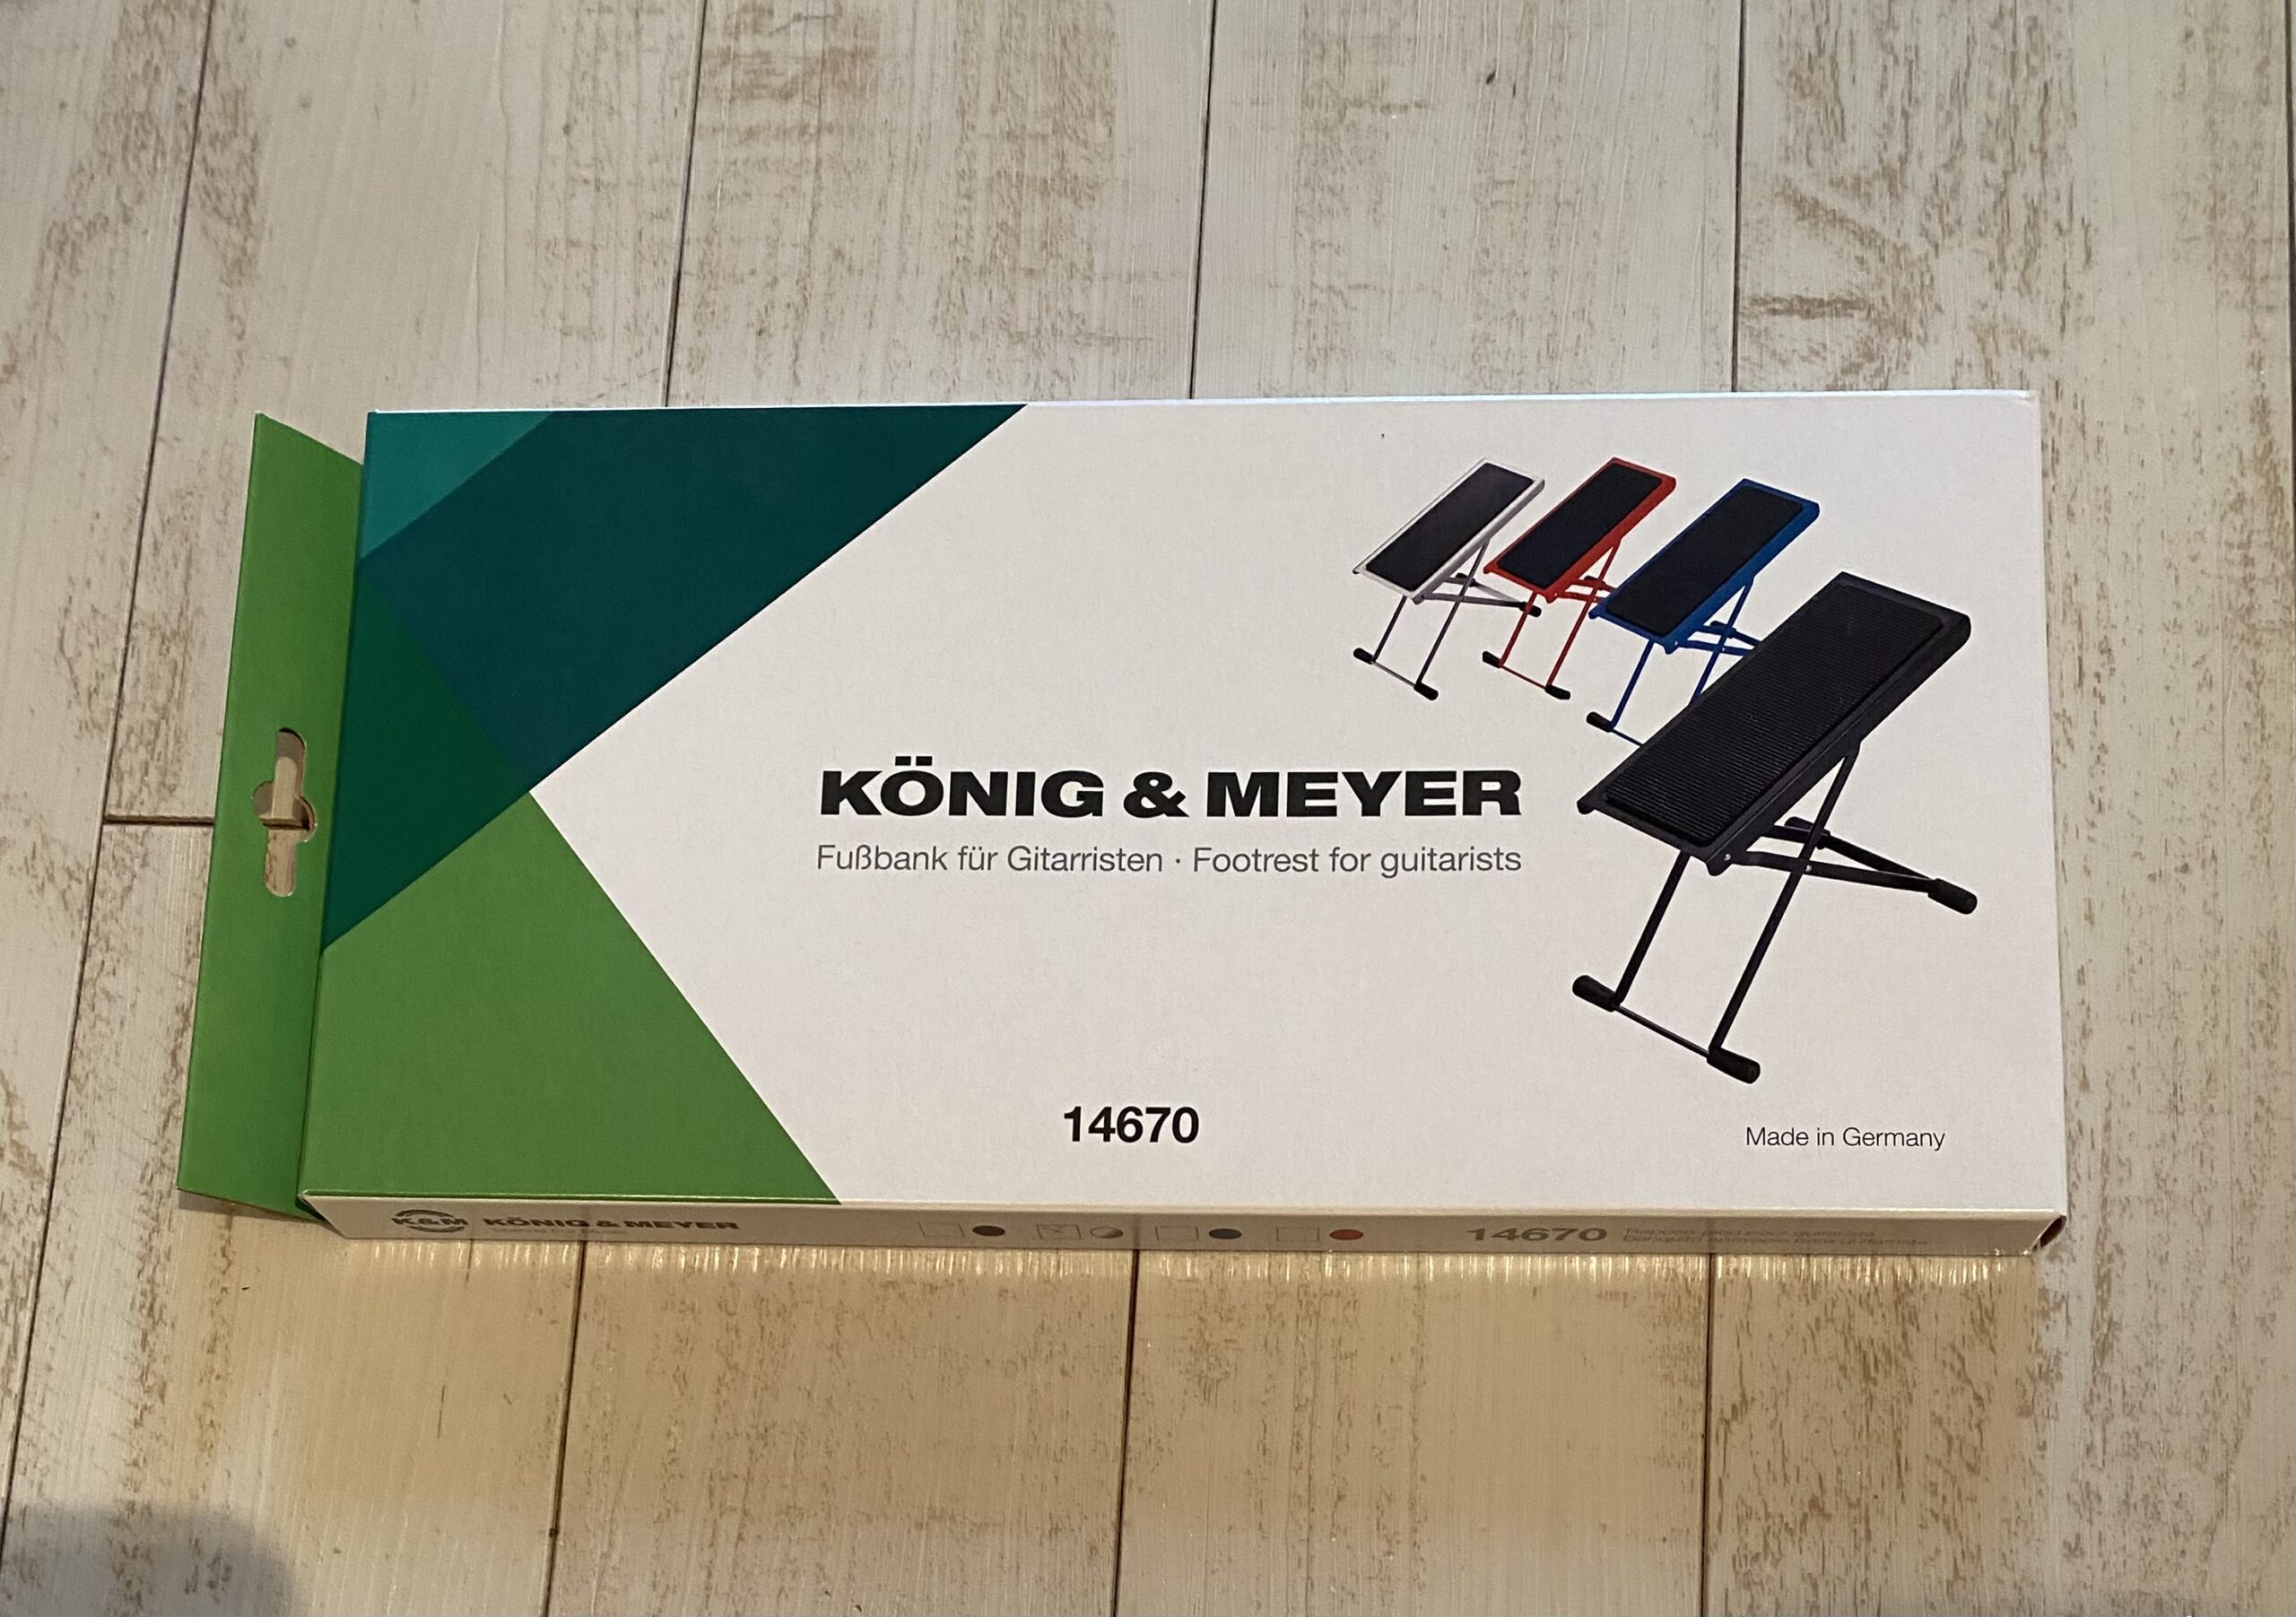 KÖNIG & MEYER
Fußbank für Gitarristen · Footrest for guitarists
14670
Made in Germany
K&M KÖNIG & MEYER
14670